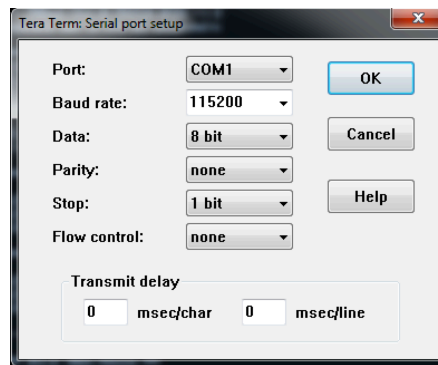 Tera Term: Serial port setup
Port: COM1
OK
Baud rate: 115200
Data: 8 bit
Cancel
Parity: none
Stop: 1 bit
Help
Flow control: none
Transmit delay
0 msec/char 0 msec/line